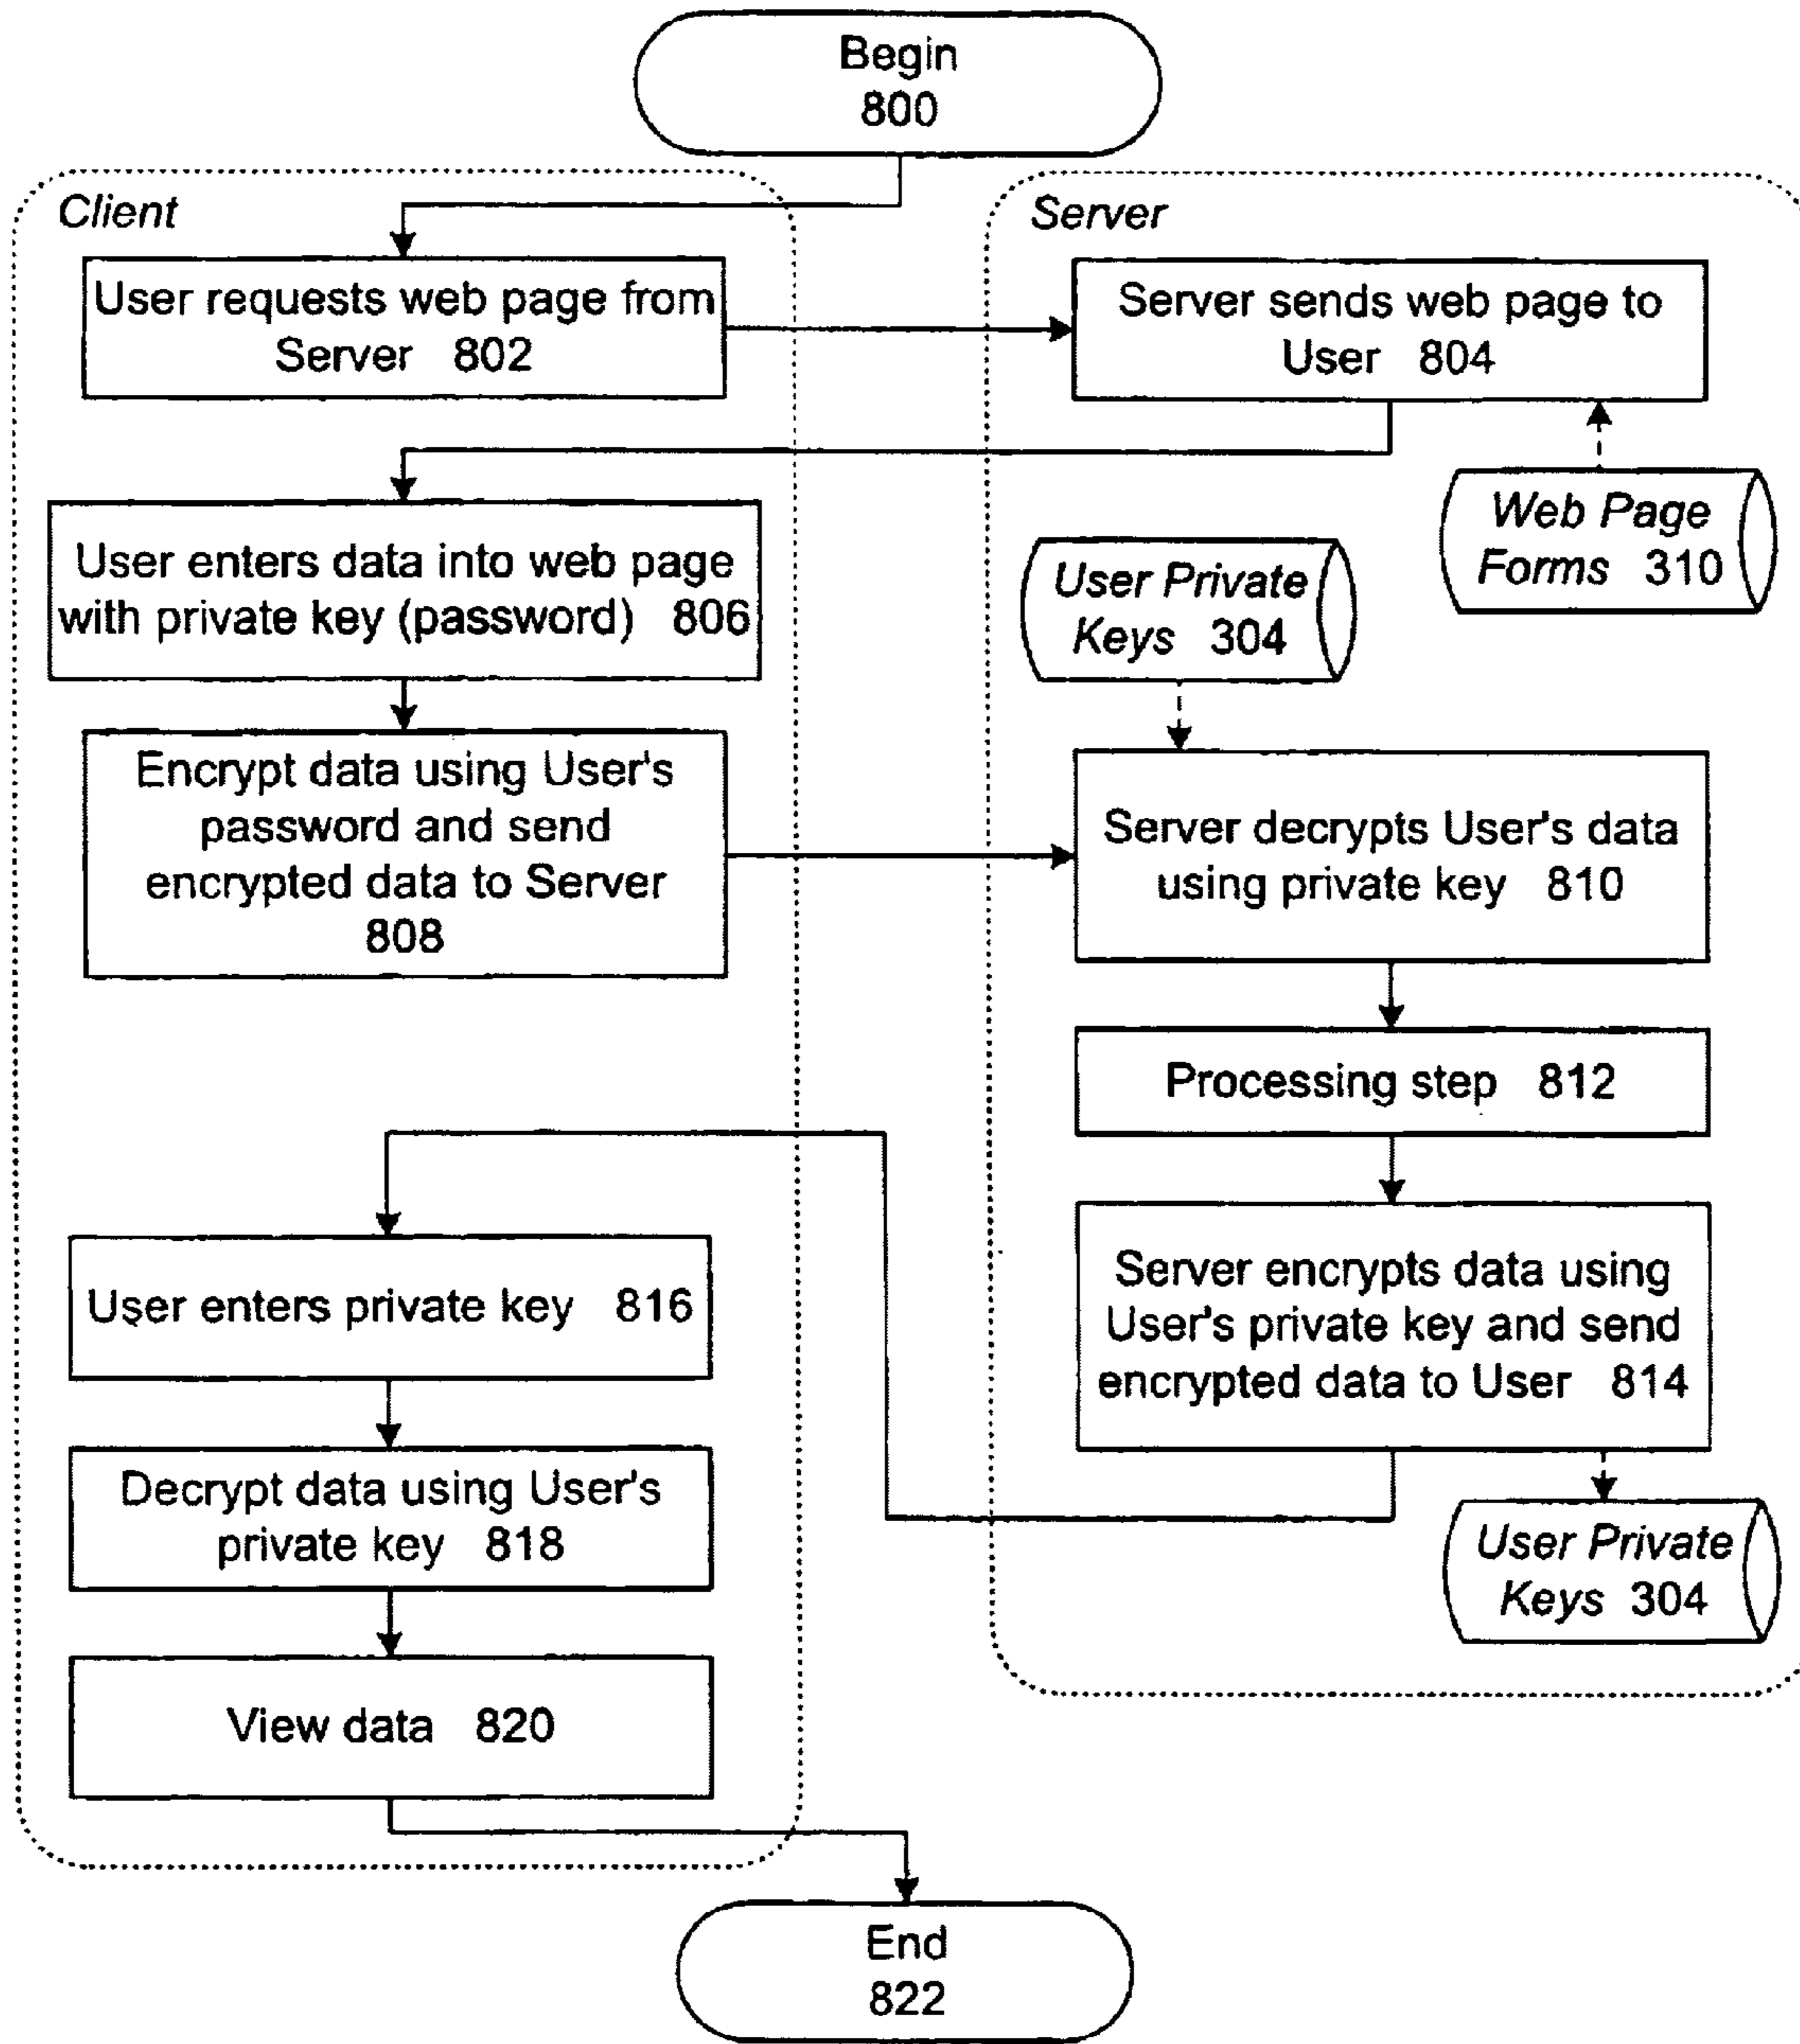 Begin
800
Client
Server
User requests web page from
Server 802
Server sends web page to
User 804
Web Page
Forms 310
User enters data into web page
with private key (password) 806
User Private
Keys 304
Encrypt data using User's
password and send
encrypted data to Server
808
Server decrypts User's data
using private key 810
Processing step 812
Server encrypts data using
User's private key and send
encrypted data to User 814
User Private
Keys 304
User enters private key 816
Decrypt data using User's
private key 818
View data 820
End
822